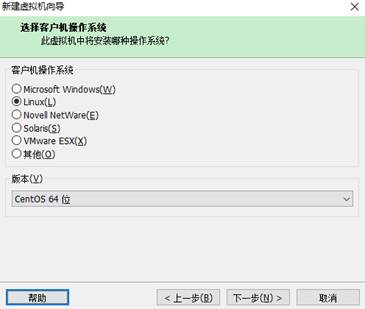 新建虚拟机向导
选择客户机操作系统
此虚拟机中将安装哪种操作系统?
客户机操作系统
Microsoft Windows(W)
Linux(L)
Novell NetWare(E)
Solaris(S)
VMware ESX(X)
其他(O)
版本(V)
CentOS 64 位
帮助
< 上一步(B)
下一步(N) >
取消